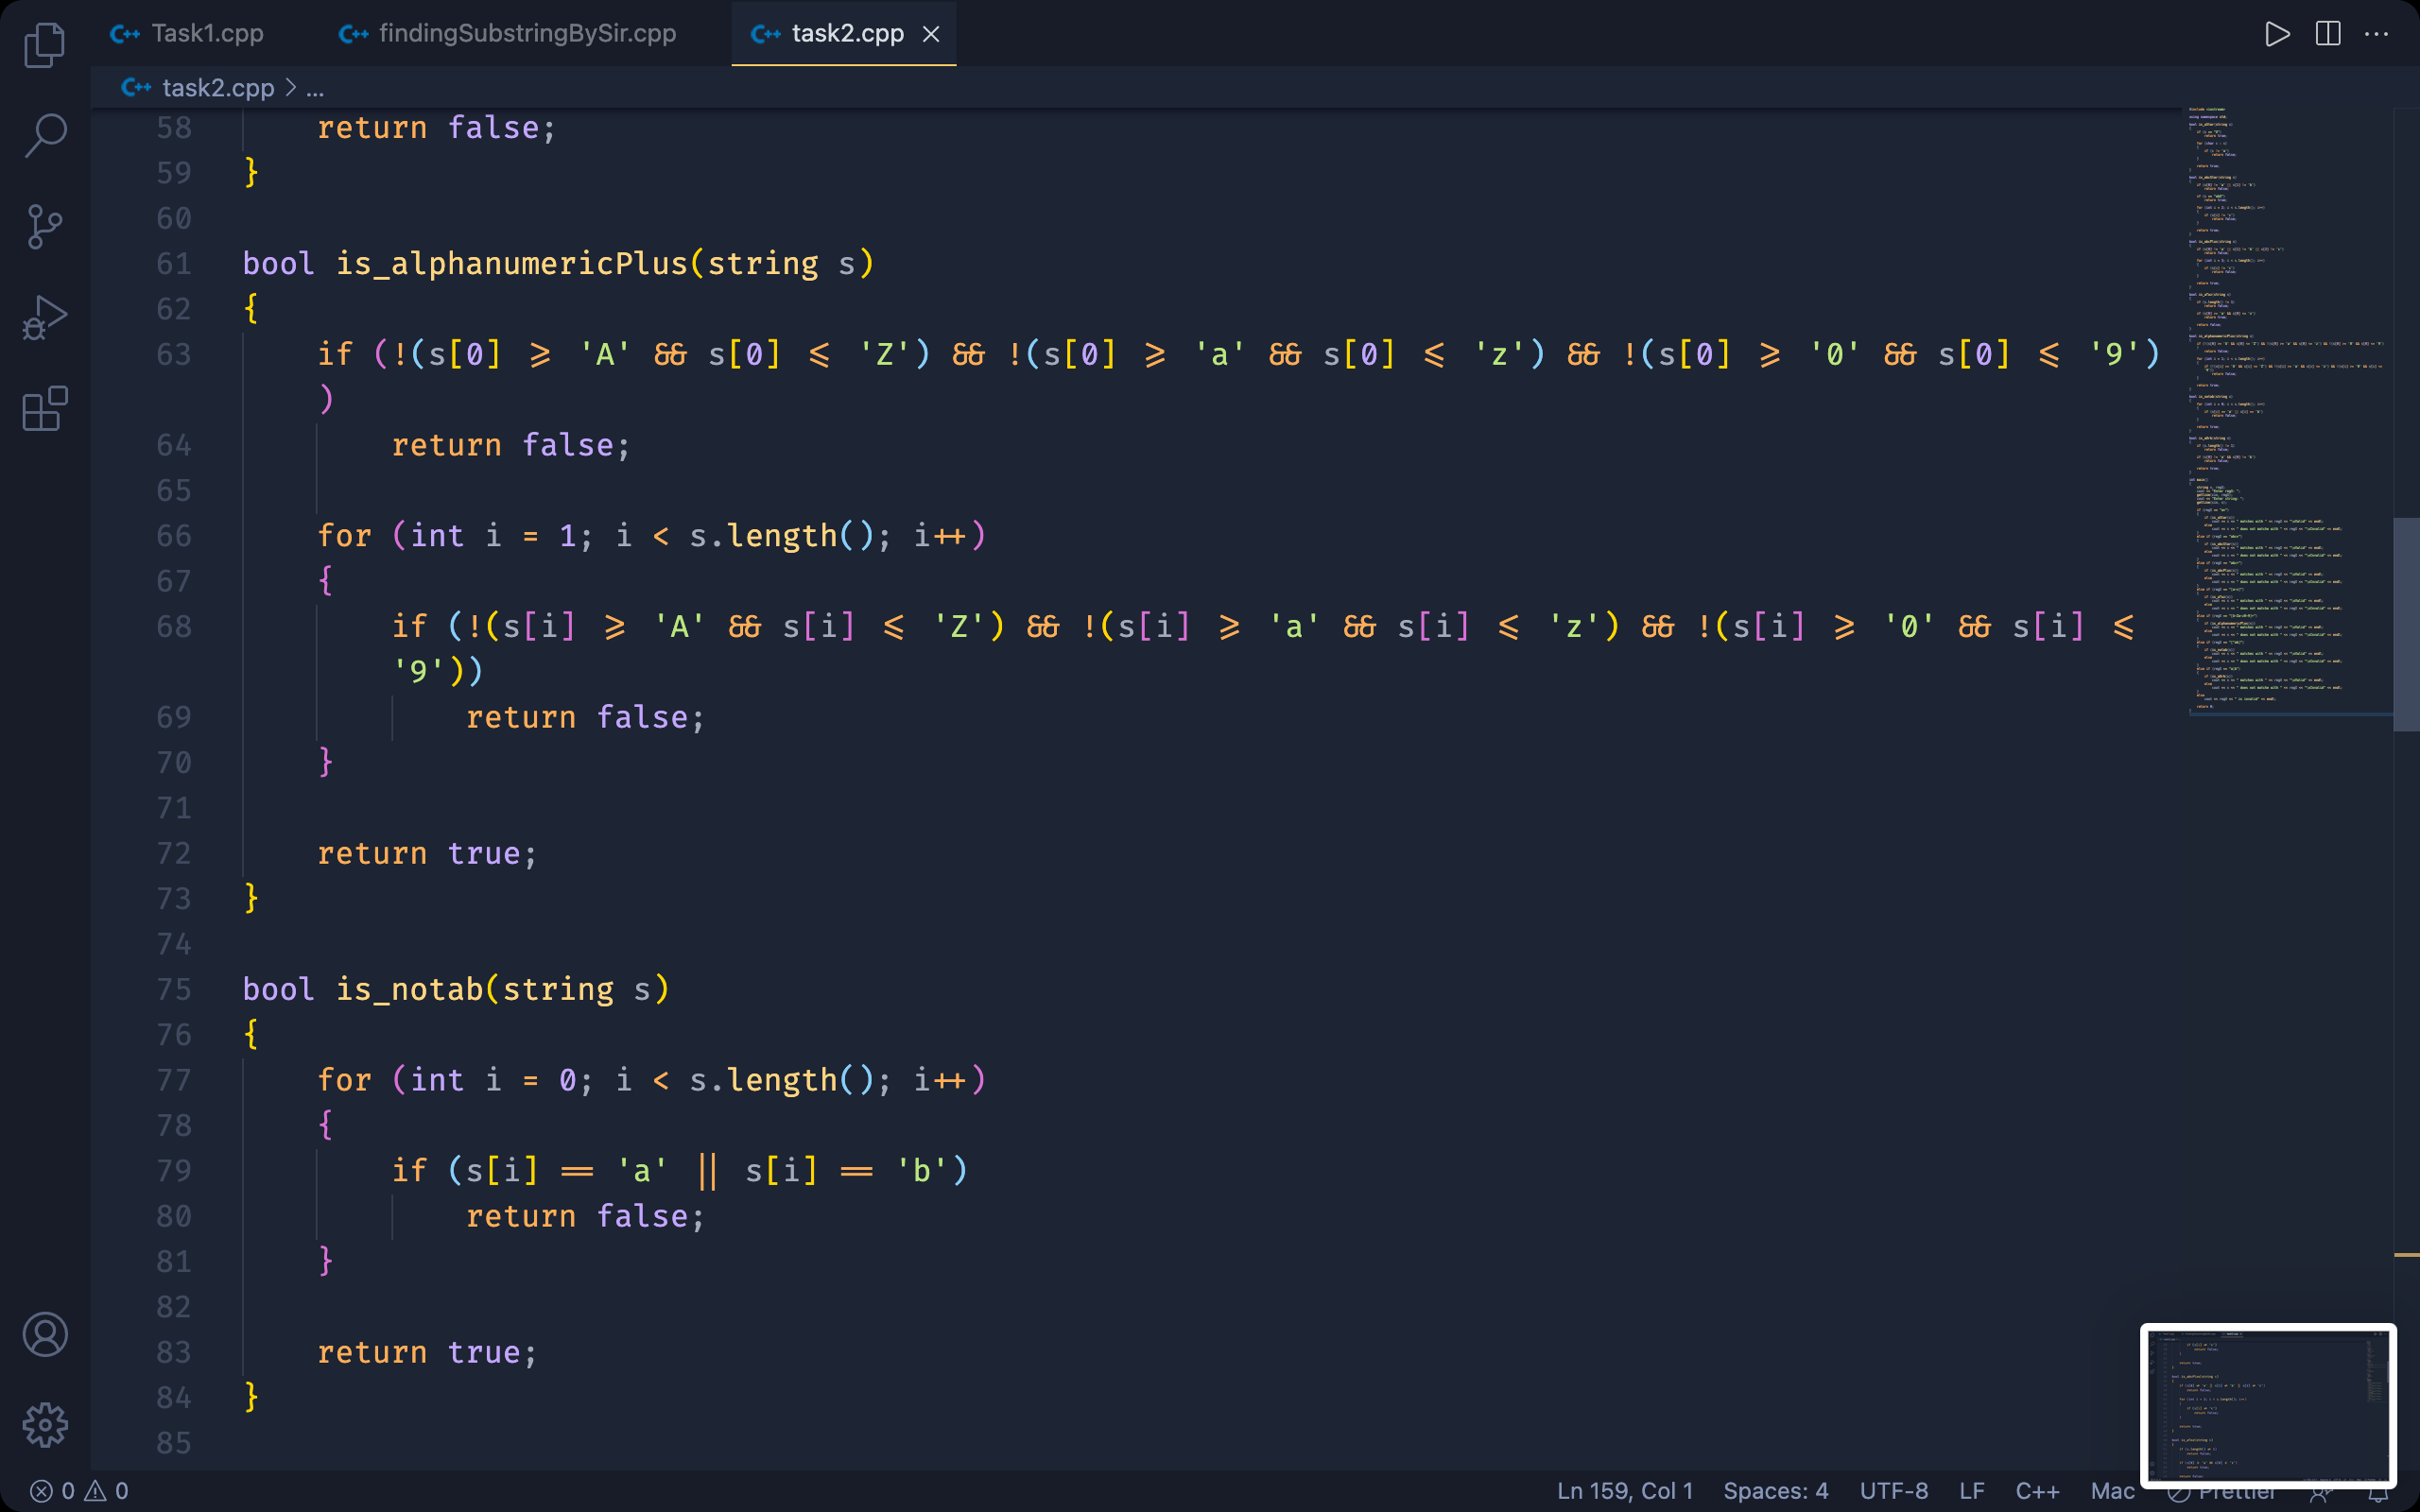 Task1.cpp findingSubstringBySir.cpp task2.cpp
task2.cpp > ...
58 return false;
59 }
60
61 bool is_alphanumericPlus(string s)
62 {
63 if (!(s[0] >= 'A' && s[0] <= 'Z') && !(s[0] >= 'a' && s[0] <= 'z') && !(s[0] >= '0' && s[0] <= '9')
)
64 return false;
65
66 for (int i = 1; i < s.length(); i++)
67 {
68 if (!(s[i] >= 'A' && s[i] <= 'Z') && !(s[i] >= 'a' && s[i] <= 'z') && !(s[i] >= '0' && s[i] <=
'9'))
69 return false;
70 }
71
72 return true;
73 }
74
75 bool is_notab(string s)
76 {
77 for (int i = 0; i < s.length(); i++)
78 {
79 if (s[i] == 'a' || s[i] == 'b')
80 return false;
81 }
82
83 return true;
84 }
85
0 0 Ln 159, Col 1 Spaces: 4 UTF-8 LF C++ Mac Prettier